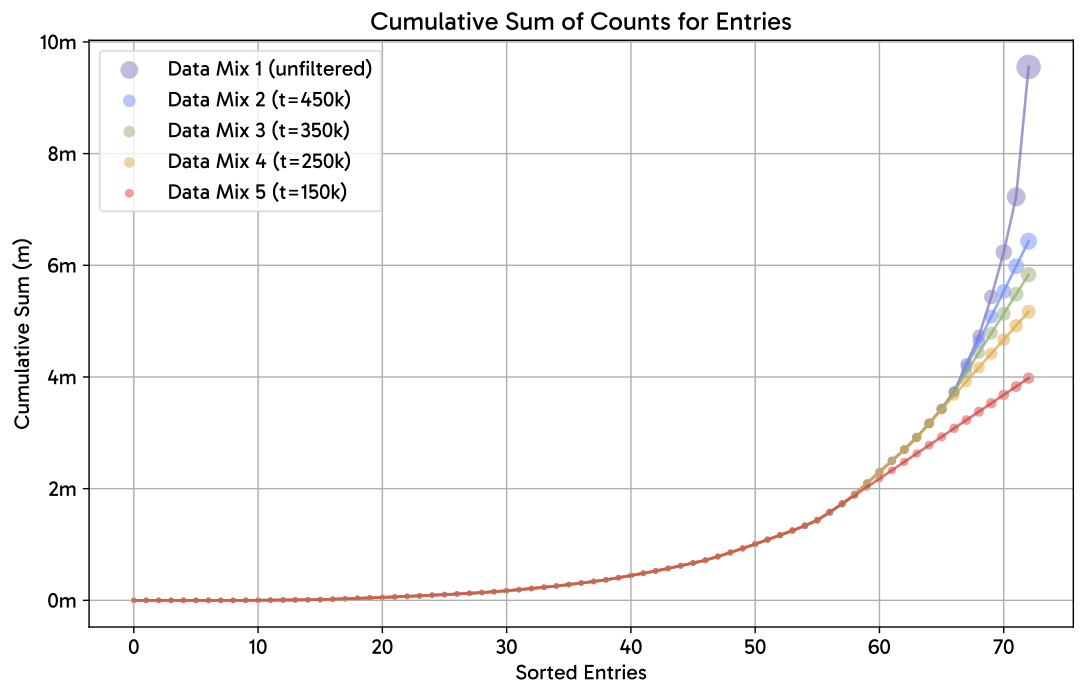 Cumulative Sum of Counts for Entries
10m
8m
6m
4m
2m
0m
Cumulative Sum (m)
Data Mix 1 (unfiltered)
Data Mix 2 (t=450k)
Data Mix 3 (t=350k)
Data Mix 4 (t=250k)
Data Mix 5 (t=150k)
0 10 20 30 40 50 60 70
Sorted Entries